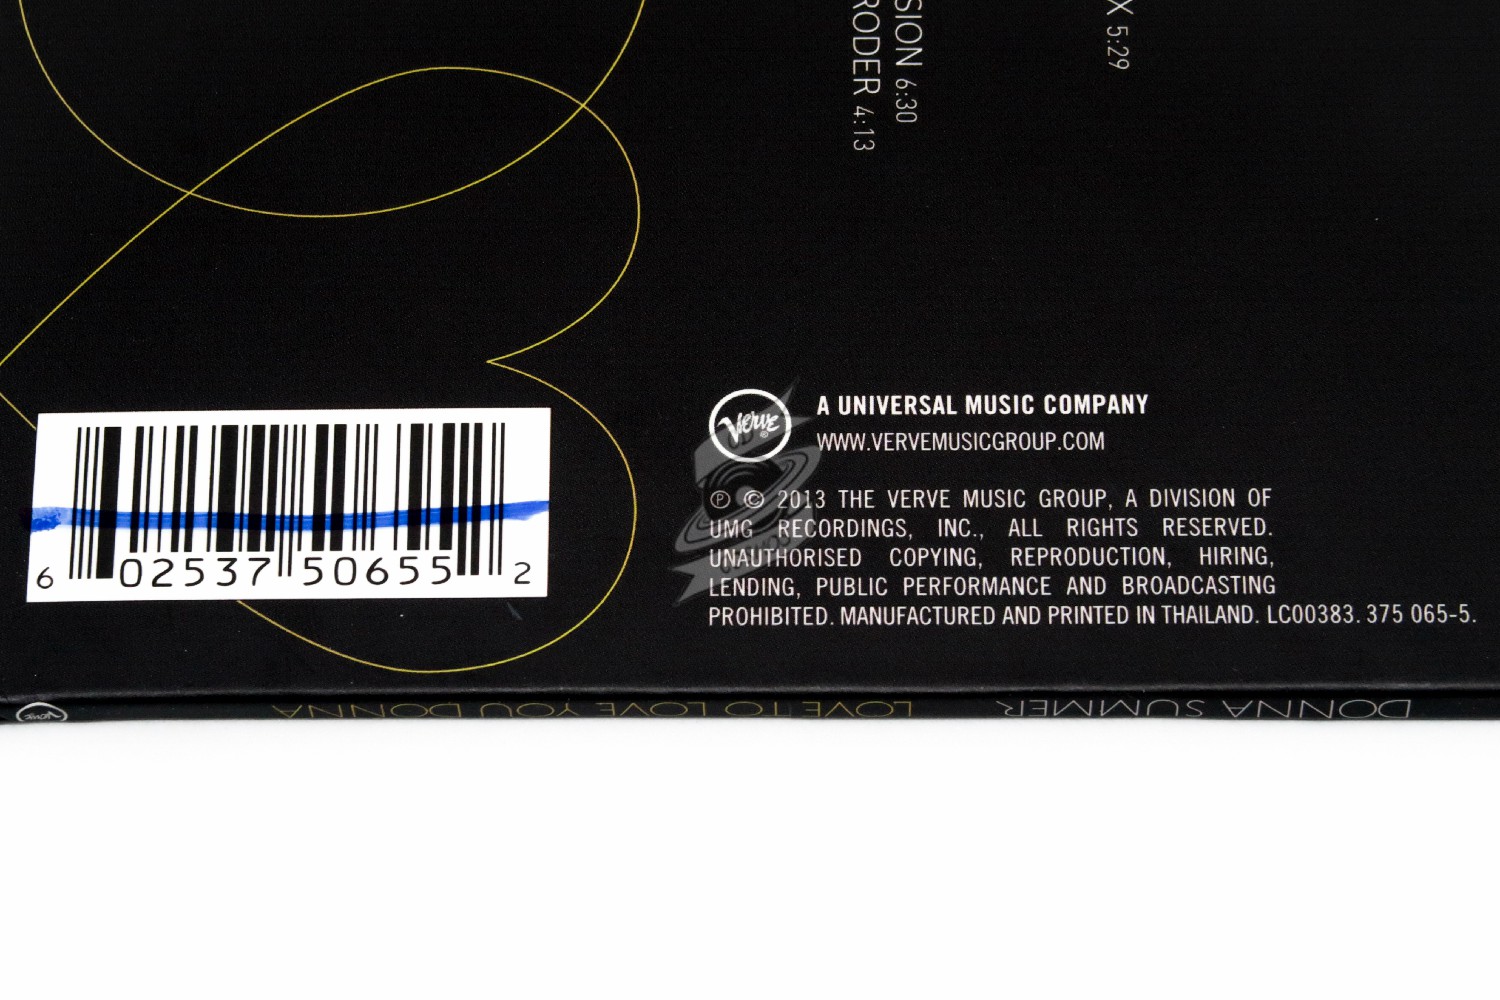 SION 6:30
RODER 4:13
X 5:29
Verve
A UNIVERSAL MUSIC COMPANY
WWW.VERVEMUSICGROUP.COM
℗ © 2013 THE VERVE MUSIC GROUP, A DIVISION OF
UMG RECORDINGS, INC., ALL RIGHTS RESERVED.
UNAUTHORISED COPYING, REPRODUCTION, HIRING,
LENDING, PUBLIC PERFORMANCE AND BROADCASTING
PROHIBITED. MANUFACTURED AND PRINTED IN THAILAND. LC00383. 375 065-5.
6 02537 50655 2
DONNA SUMMER LOVE TO LOVE YOU DONNA VERVE